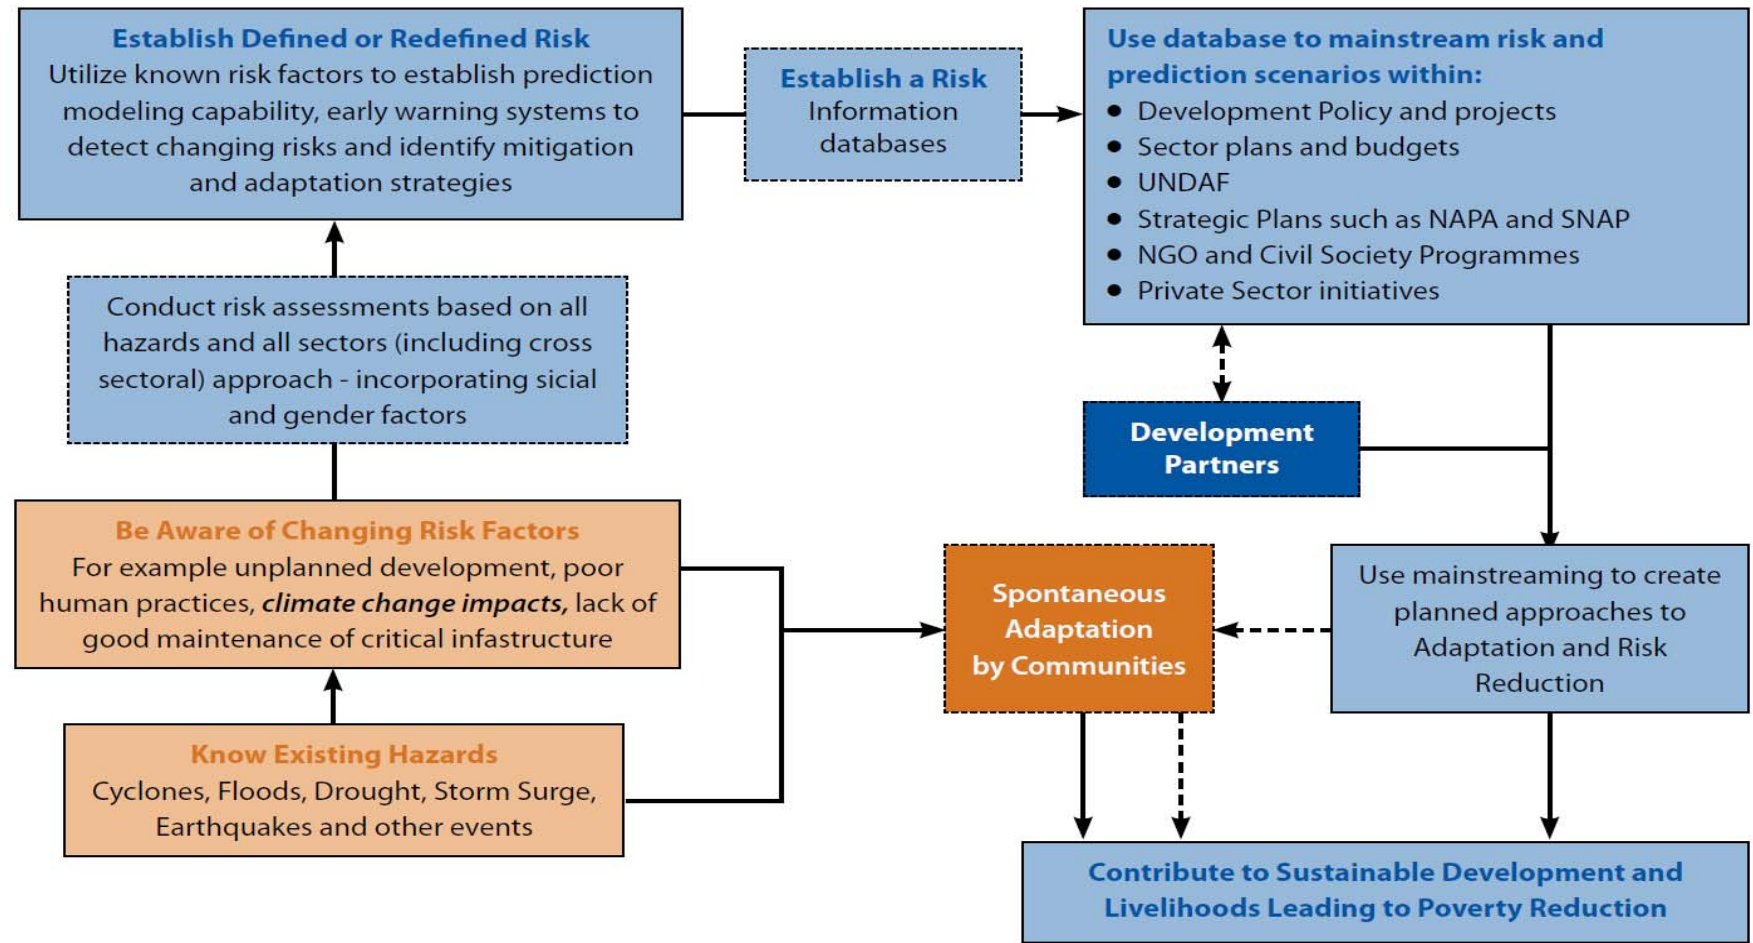 Establish Defined or Redefined Risk
Utilize known risk factors to establish prediction
modeling capability, early warning systems to
detect changing risks and identify mitigation
and adaptation strategies
Establish a Risk
Information
databases
Use database to mainstream risk and
prediction scenarios within:
● Development Policy and projects
● Sector plans and budgets
● UNDAF
● Strategic Plans such as NAPA and SNAP
● NGO and Civil Society Programmes
● Private Sector initiatives
Conduct risk assessments based on all
hazards and all sectors (including cross
sectoral) approach - incorporating sicial
and gender factors
Development
Partners
Be Aware of Changing Risk Factors
For example unplanned development, poor
human practices, climate change impacts, lack of
good maintenance of critical infastructure
Spontaneous
Adaptation
by Communities
Use mainstreaming to create
planned approaches to
Adaptation and Risk
Reduction
Know Existing Hazards
Cyclones, Floods, Drought, Storm Surge,
Earthquakes and other events
Contribute to Sustainable Development and
Livelihoods Leading to Poverty Reduction